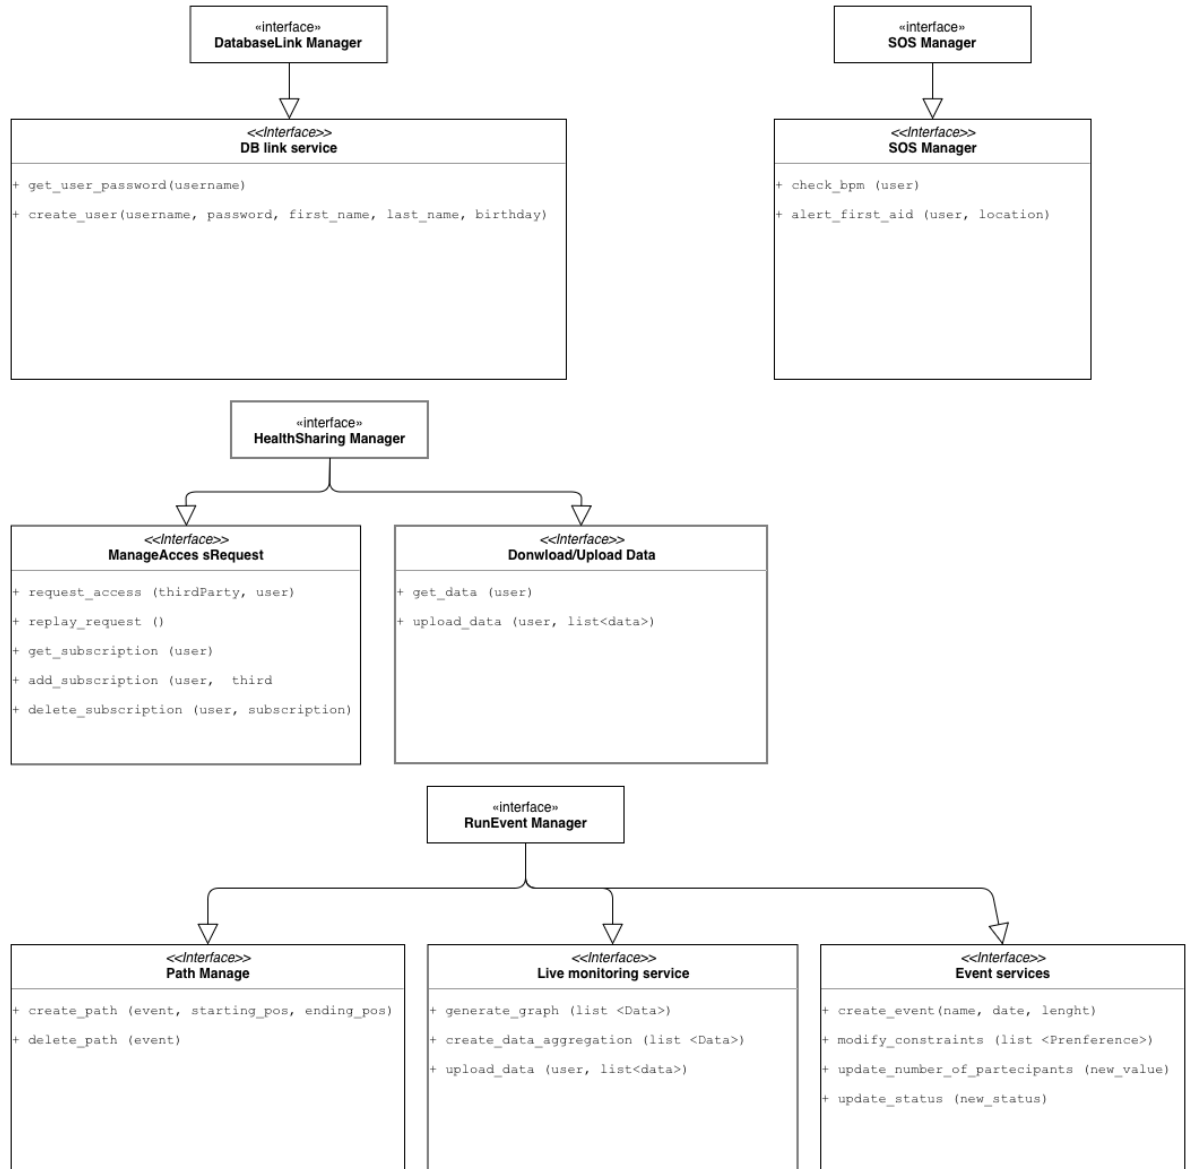 «interface»
DatabaseLink Manager
«interface»
SOS Manager
<<Interface>>
DB link service
+ get_user_password(username)
+ create_user(username, password, first_name, last_name, birthday)
<<Interface>>
SOS Manager
+ check_bpm (user)
+ alert_first_aid (user, location)
«interface»
HealthSharing Manager
<<Interface>>
ManageAcces sRequest
+ request_access (thirdParty, user)
+ replay_request ()
+ get_subscription (user)
+ add_subscription (user, third
+ delete_subscription (user, subscription)
<<Interface>>
Donwload/Upload Data
+ get_data (user)
+ upload_data (user, list<data>)
«interface»
RunEvent Manager
<<Interface>>
Path Manage
+ create_path (event, starting_pos, ending_pos)
+ delete_path (event)
<<Interface>>
Live monitoring service
+ generate_graph (list <Data>)
+ create_data_aggregation (list <Data>)
+ upload_data (user, list<data>)
<<Interface>>
Event services
+ create_event(name, date, lenght)
+ modify_constraints (list <Prenference>)
+ update_number_of_partecipants (new_value)
+ update_status (new_status)